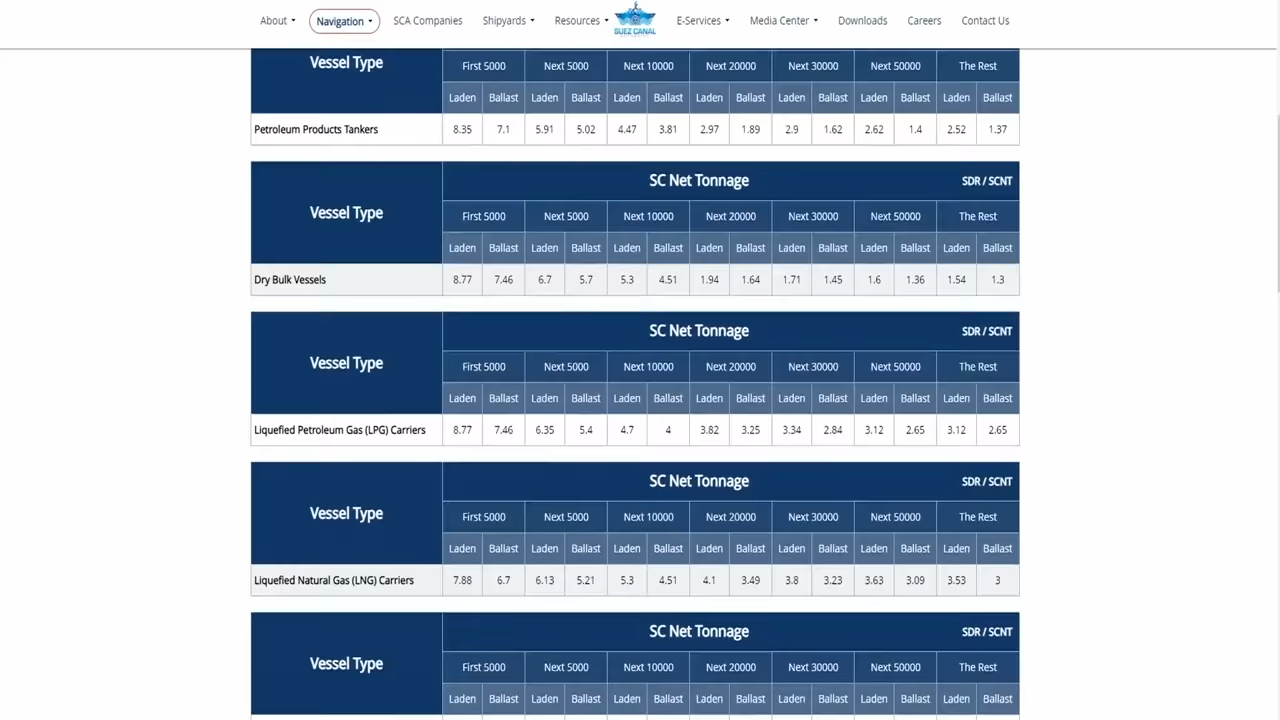 About Navigation SCA Companies Shipyards Resources SUEZ CANAL E-Services Media Center Downloads Careers Contact Us
Vessel Type First 5000 Next 5000 Next 10000 Next 20000 Next 30000 Next 50000 The Rest
Laden Ballast Laden Ballast Laden Ballast Laden Ballast Laden Ballast Laden Ballast Laden Ballast
Petroleum Products Tankers 8.35 7.1 5.91 5.02 4.47 3.81 2.97 1.89 2.9 1.62 2.62 1.4 2.52 1.37
SC Net Tonnage SDR / SCNT
Vessel Type First 5000 Next 5000 Next 10000 Next 20000 Next 30000 Next 50000 The Rest
Laden Ballast Laden Ballast Laden Ballast Laden Ballast Laden Ballast Laden Ballast Laden Ballast
Dry Bulk Vessels 8.77 7.46 6.7 5.7 5.3 4.51 1.94 1.64 1.71 1.45 1.6 1.36 1.54 1.3
SC Net Tonnage SDR / SCNT
Vessel Type First 5000 Next 5000 Next 10000 Next 20000 Next 30000 Next 50000 The Rest
Laden Ballast Laden Ballast Laden Ballast Laden Ballast Laden Ballast Laden Ballast Laden Ballast
Liquefied Petroleum Gas (LPG) Carriers 8.77 7.46 6.35 5.4 4.7 4 3.82 3.25 3.34 2.84 3.12 2.65 3.12 2.65
SC Net Tonnage SDR / SCNT
Vessel Type First 5000 Next 5000 Next 10000 Next 20000 Next 30000 Next 50000 The Rest
Laden Ballast Laden Ballast Laden Ballast Laden Ballast Laden Ballast Laden Ballast Laden Ballast
Liquefied Natural Gas (LNG) Carriers 7.88 6.7 6.13 5.21 5.3 4.51 4.1 3.49 3.8 3.23 3.63 3.09 3.53 3
SC Net Tonnage SDR / SCNT
Vessel Type First 5000 Next 5000 Next 10000 Next 20000 Next 30000 Next 50000 The Rest
Laden Ballast Laden Ballast Laden Ballast Laden Ballast Laden Ballast Laden Ballast Laden Ballast